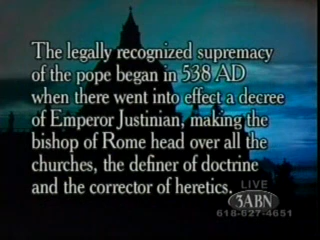 The legally recognized supremacy
of the pope began in 538 AD
when there went into effect a decree
of Emperor Justinian, making the
bishop of Rome head over all the
churches, the definer of doctrine
and the corrector of heretics.
LIVE
3ABN
618-627-4651